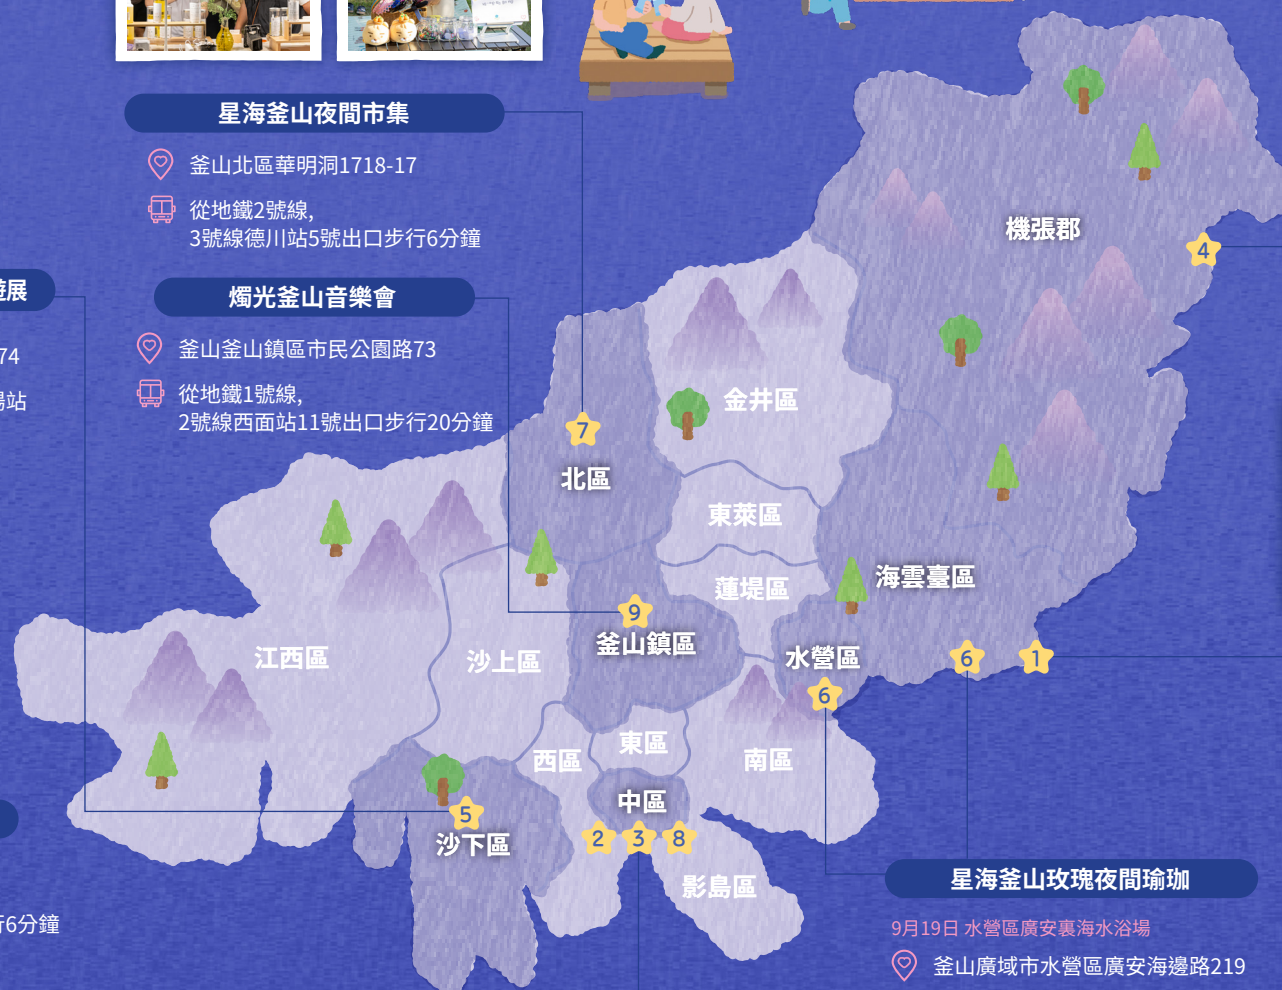 星海釜山夜間市集
釜山北區華明洞1718-17
從地鐵2號線,
3號線德川站5號出口步行6分鐘
燭光釜山音樂會
釜山釜山鎮區市民公園路73
從地鐵1號線,
2號線西面站11號出口步行20分鐘
展
74
站
6分鐘
機張郡
4
金井區
7
北區
東萊區
海雲臺區
蓮堤區
9
釜山鎮區
水營區
6
1
6
江西區
沙上區
東區
西區
南區
中區
5
沙下區
2
3
8
影島區
星海釜山玫瑰夜間瑜珈
9月19日 水營區廣安裏海水浴場
釜山廣域市水營區廣安海邊路219